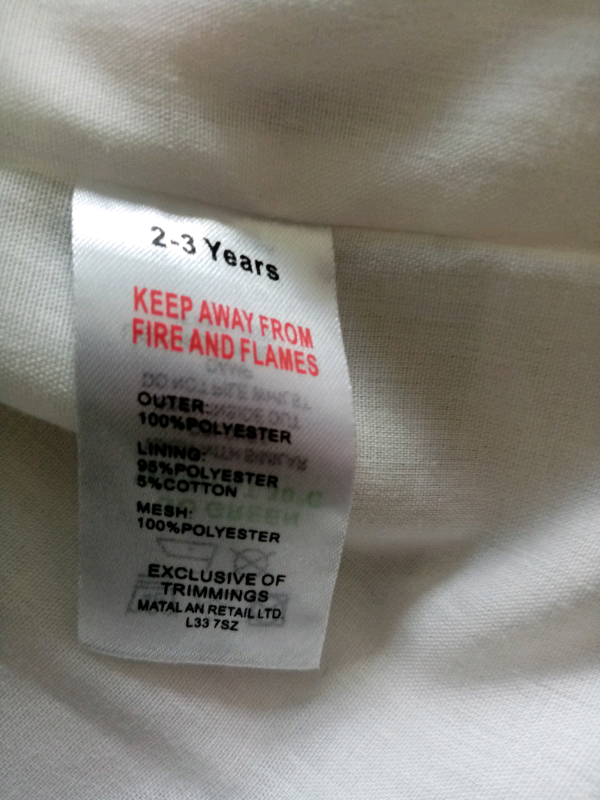 2-3 Years
KEEP AWAY FROM
FIRE AND FLAMES
OUTER:
100%POLYESTER
LINING:
95%POLYESTER
5%COTTON
MESH:
100%POLYESTER
EXCLUSIVE OF
TRIMMINGS
MATALAN RETAIL LTD.
L33 7SZ